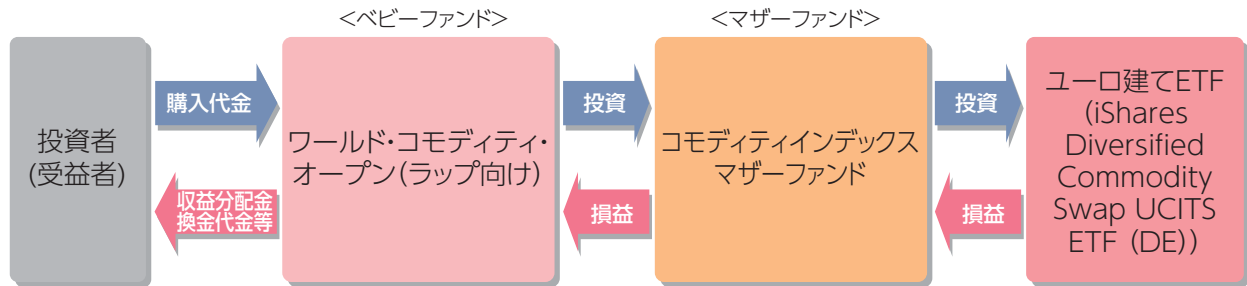 <ベビーファンド>
<マザーファンド>
投資者
(受益者)
購入代金
収益分配金
換金代金等
ワールド・コモディティ・
オープン(ラップ向け)
投資
損益
コモディティインデックス
マザーファンド
投資
損益
ユーロ建てETF
(iShares
Diversified
Commodity
Swap UCITS
ETF (DE))